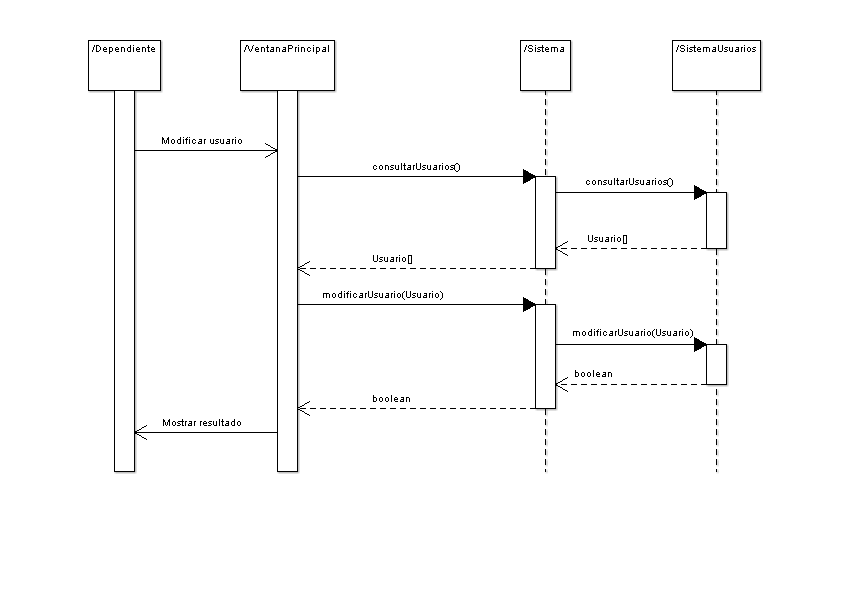 /Dependiente
/VentanaPrincipal
/Sistema
/SistemaUsuarios
Modificar usuario
consultarUsuarios()
consultarUsuarios()
Usuario[]
Usuario[]
modificarUsuario(Usuario)
modificarUsuario(Usuario)
boolean
boolean
Mostrar resultado